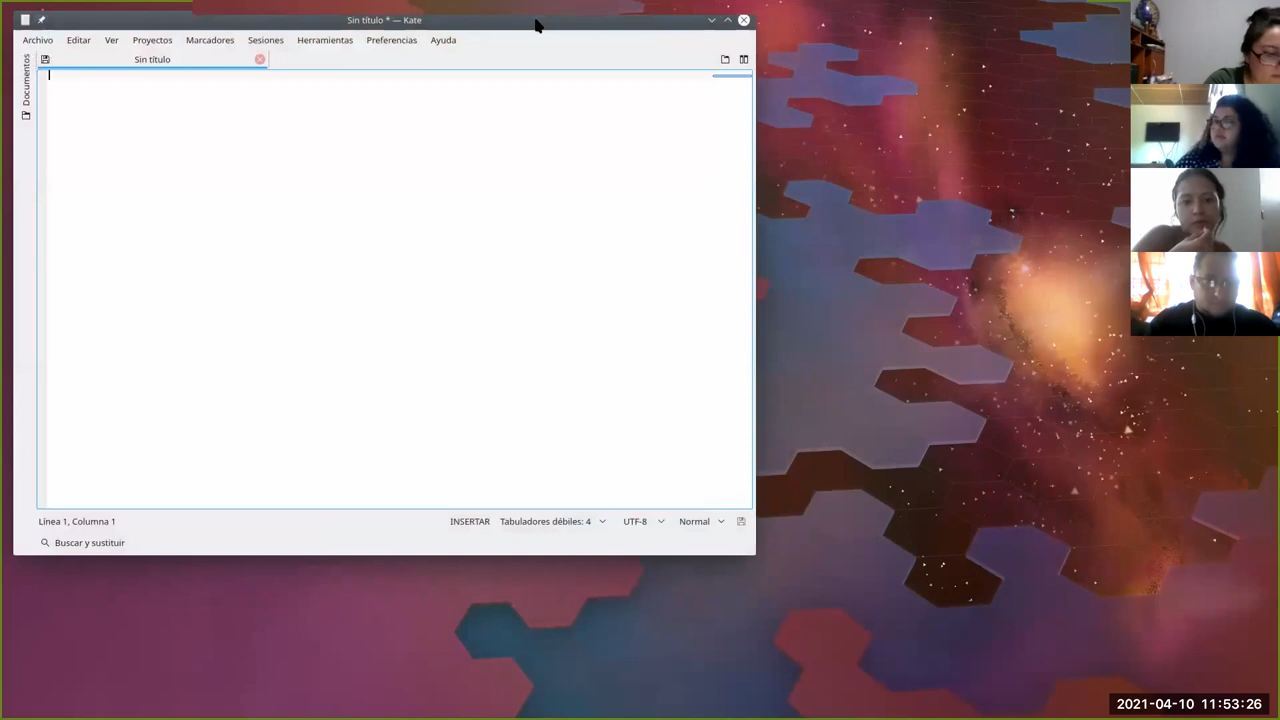 Sin título * — Kate
Archivo Editar Ver Proyectos Marcadores Sesiones Herramientas Preferencias Ayuda
Sin título
Documentos
Línea 1, Columna 1 INSERTAR Tabuladores débiles: 4 UTF-8 Normal
Buscar y sustituir
2021-04-10 11:53:26